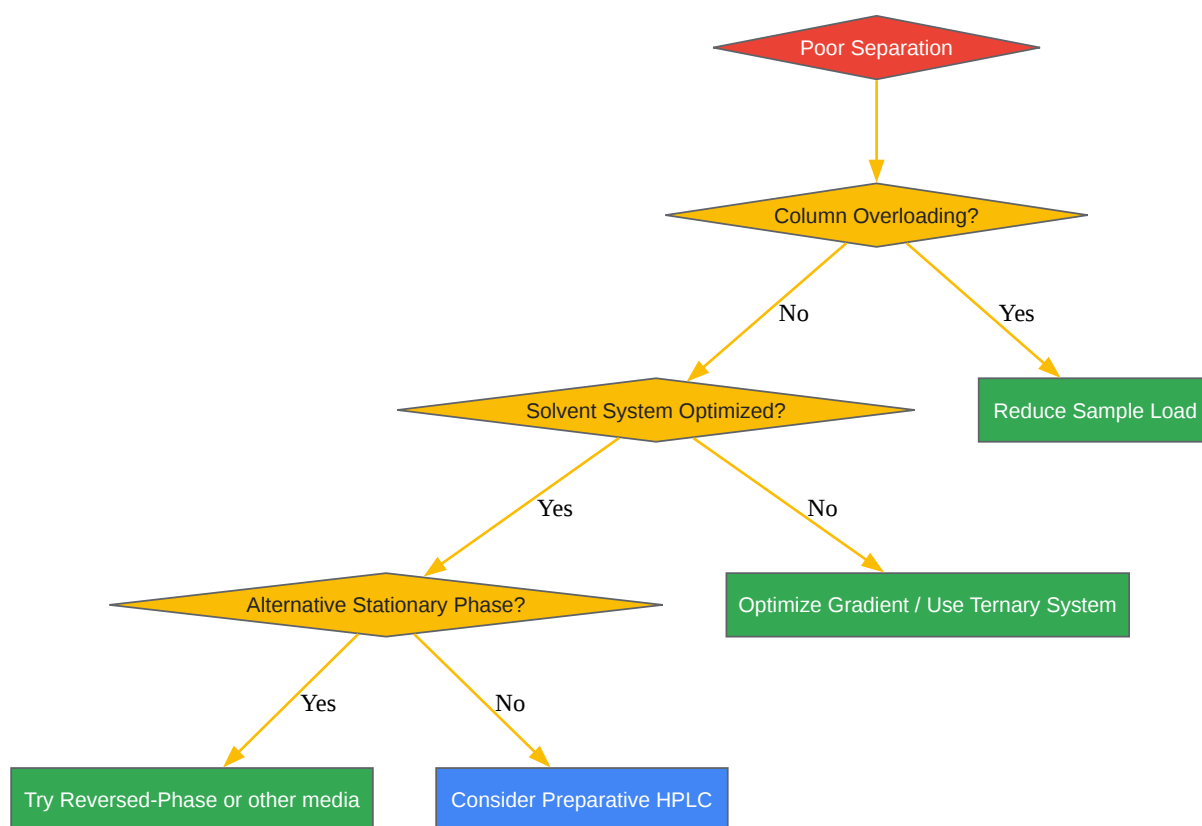 Poor Separation
Column Overloading?
No
Yes
Solvent System Optimized?
Reduce Sample Load
Yes
No
Alternative Stationary Phase?
Optimize Gradient / Use Ternary System
Yes
No
Try Reversed-Phase or other media
Consider Preparative HPLC